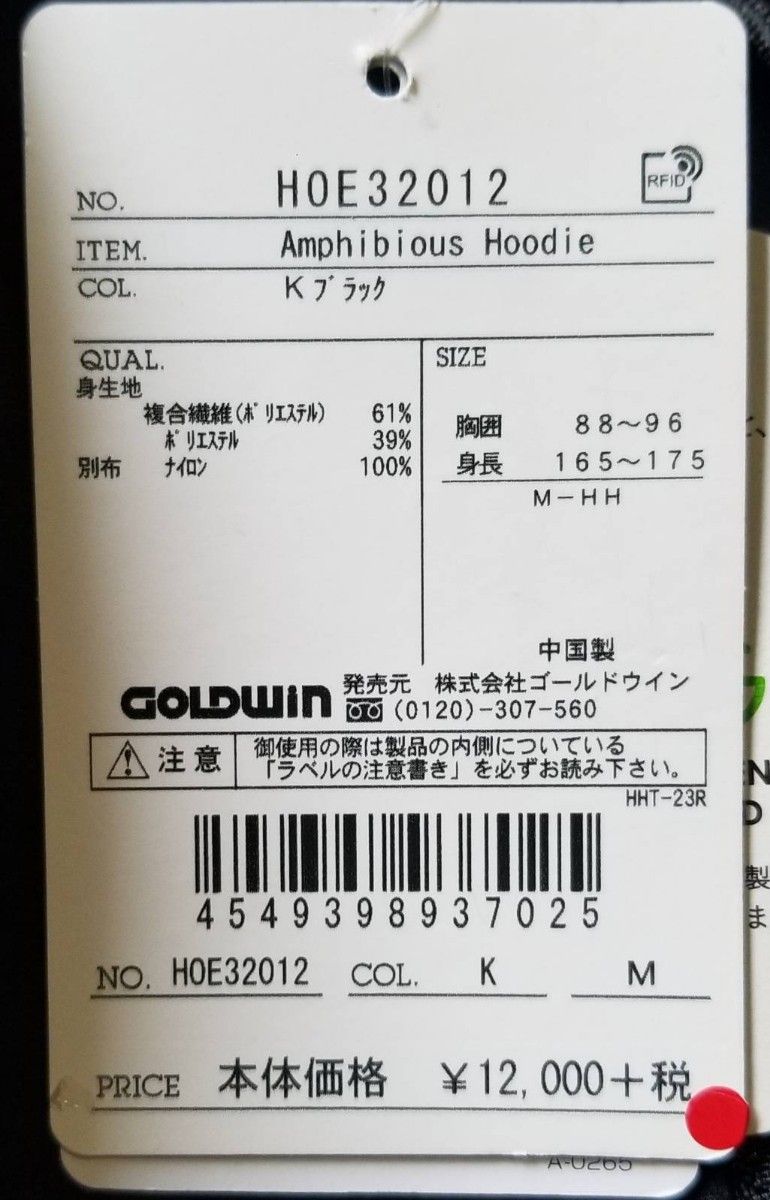 NO. HOE32012 RFID
ITEM. Amphibious Hoodie
COL. K ブラック
QUAL.
身生地
複合繊維(ポリエステル) 61%
ポリエステル 39%
別布 ナイロン 100%
SIZE
胸囲 88〜96
身長 165〜175
M-HH
中国製
GOLDWIN 発売元 株式会社ゴールドウイン
(0120)-307-560
注意 御使用の際は製品の内側についている
「ラベルの注意書き」を必ずお読み下さい。
HHT-23R
4549398937025
NO. HOE32012 COL. K M
PRICE 本体価格 ¥12,000+税
A-0265
と、
EN
D
製
ま